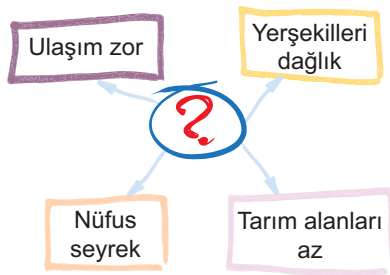 Ulaşım zor
Yerşekilleri
dağlık
?
Nüfus
seyrek
Tarım alanları
az